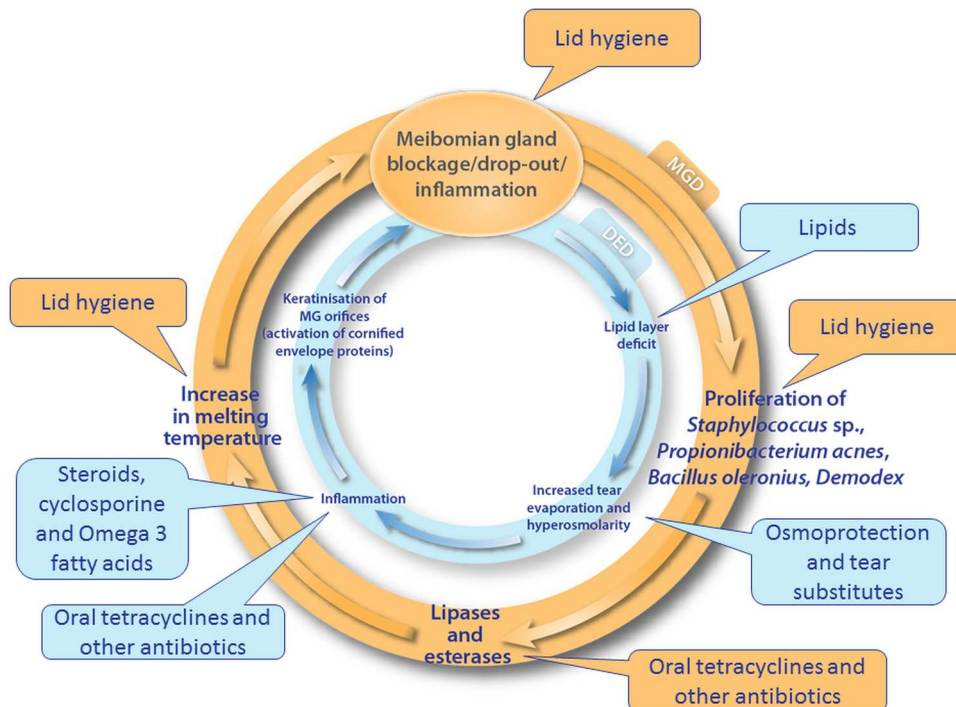 Lid hygiene
Meibomian gland
blockage/drop-out/
inflammation
MGD
DED
Lipids
Lid hygiene
Keratinisation of
MG orifices
(activation of cornified
envelope proteins)
Lipid layer
deficit
Lid hygiene
Increase
in melting
temperature
Proliferation of
Staphylococcus sp.,
Propionibacterium acnes,
Bacillus oleronius, Demodex
Steroids,
cyclosporine
and Omega 3
fatty acids
Inflammation
Increased tear
evaporation and
hyperosmolarity
Osmoprotection
and tear
substitutes
Oral tetracyclines and
other antibiotics
Lipases
and
esterases
Oral tetracyclines and
other antibiotics